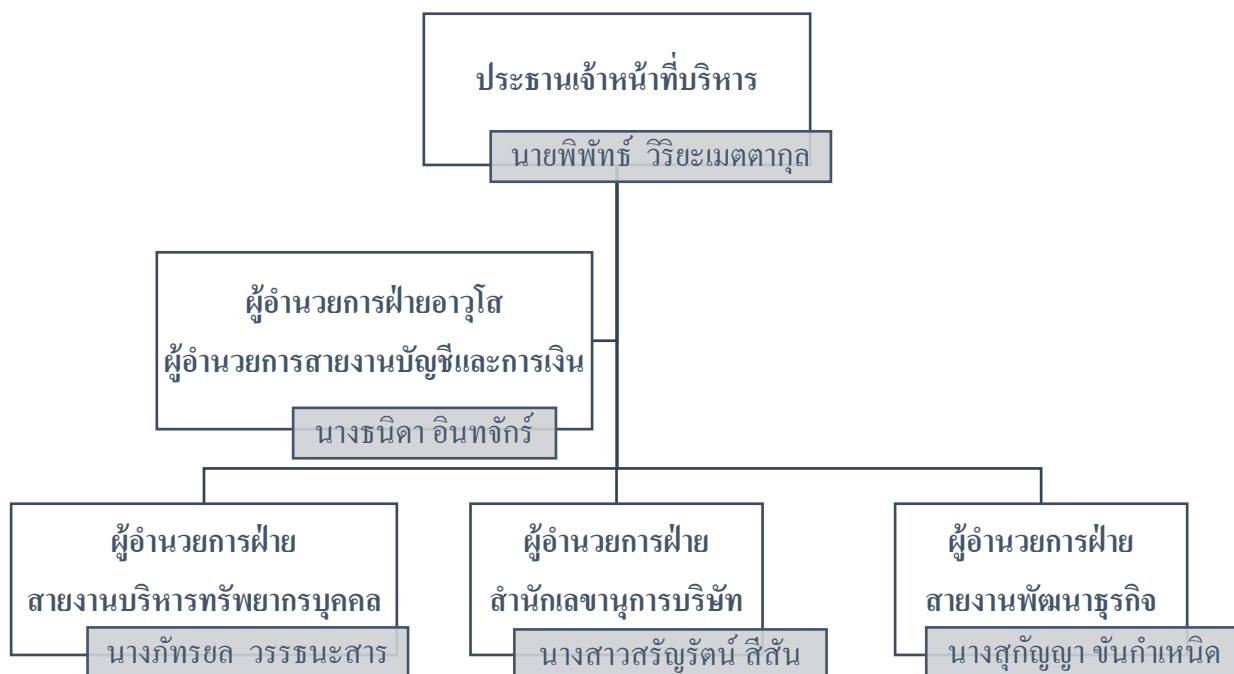 ประธานเจ้าหน้าที่บริหาร
นายพิพัทธ์ วิริยะเมตตากุล
ผู้อำนวยการฝ่ายอาวุโส
ผู้อำนวยการสายงานบัญชีและการเงิน
นางธนิดา อินทจักร์
ผู้อำนวยการฝ่าย
สายงานบริหารทรัพยากรบุคคล
นางภัทรยล วรรธนะสาร
ผู้อำนวยการฝ่าย
สำนักเลขานุการบริษัท
นางสาวสรัญรัตน์ สีสัน
ผู้อำนวยการฝ่าย
สายงานพัฒนาธุรกิจ
นางสุกัญญา ขันกำเหนิด